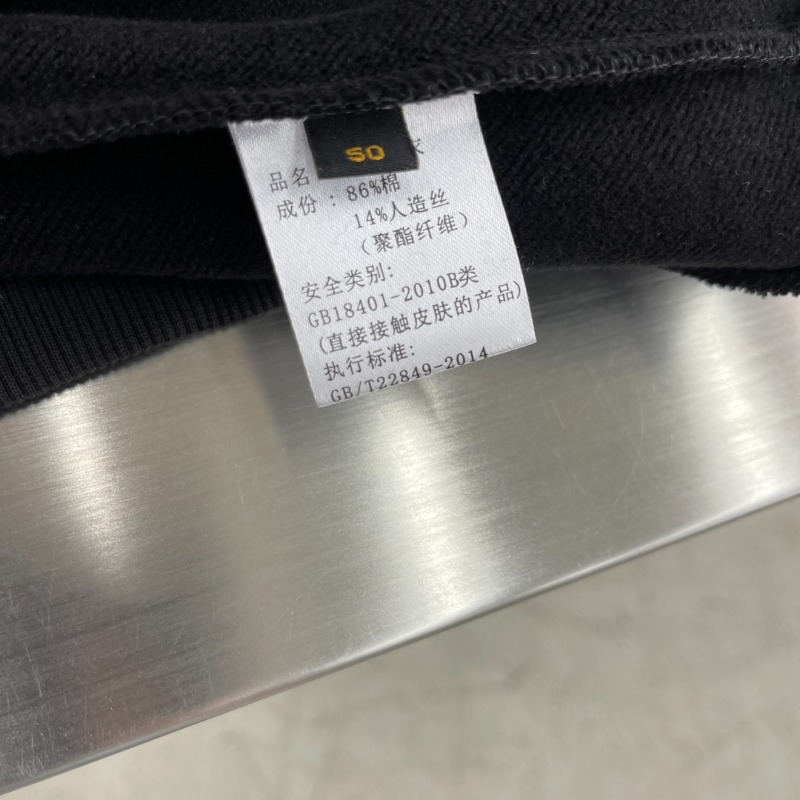 50
品名
成份：86%棉
14%人造丝
（聚酯纤维）
安全类别:
GB18401-2010B类
(直接接触皮肤的产品)
执行标准:
GB/T22849-2014